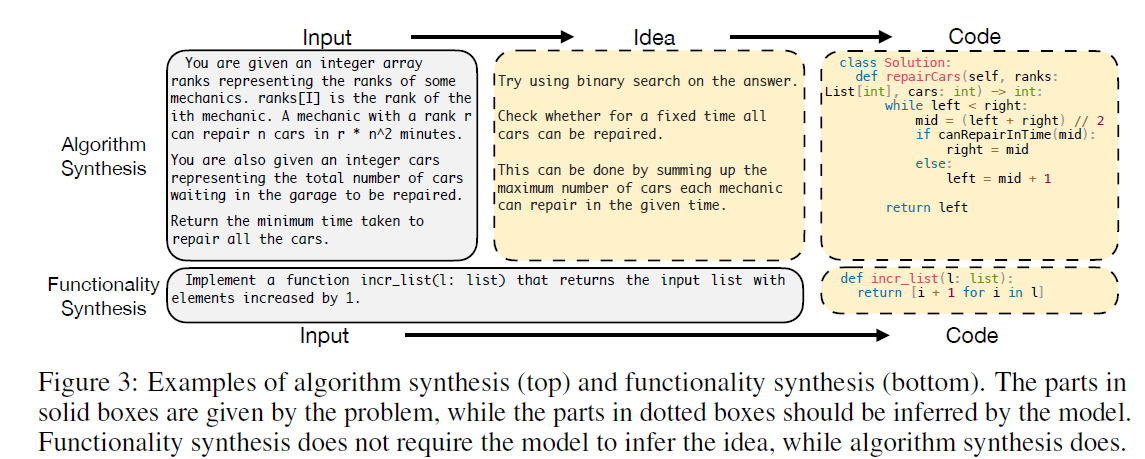 Input
Idea
Code
Algorithm
Synthesis
You are given an integer array
ranks representing the ranks of some
mechanics. ranks[I] is the rank of the
ith mechanic. A mechanic with a rank r
can repair n cars in r * n^2 minutes.
You are also given an integer cars
representing the total number of cars
waiting in the garage to be repaired.
Return the minimum time taken to
repair all the cars.
Try using binary search on the answer.
Check whether for a fixed time all
cars can be repaired.
This can be done by summing up the
maximum number of cars each mechanic
can repair in the given time.
class Solution:
def repairCars(self, ranks:
List[int], cars: int) -> int:
while left < right:
mid = (left + right) // 2
if canRepairInTime(mid):
right = mid
else:
left = mid + 1
return left
Functionality
Synthesis
Implement a function incr_list(l: list) that returns the input list with
elements increased by 1.
def incr_list(l: list):
return [i + 1 for i in l]
Input
Code
Figure 3: Examples of algorithm synthesis (top) and functionality synthesis (bottom). The parts in
solid boxes are given by the problem, while the parts in dotted boxes should be inferred by the model.
Functionality synthesis does not require the model to infer the idea, while algorithm synthesis does.